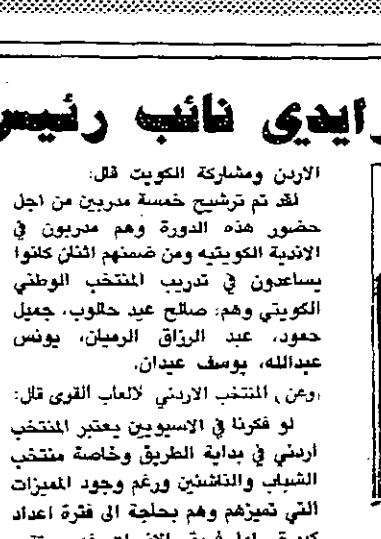 ايدي نائب رئيس
الاردن ومشاركة الكويت قال:
لقد تم ترشيح خمسة مدربين من اجل
حضور هذه الدورة وهم مدربون في
الاندية الكويتيه ومن ضمنهم اثنان كانوا
يساعدون في تدريب المنتخب الوطني
الكويتي وهم: صالح عيد حالوب، جميل
حمود، عبد الرزاق الرميان، يونس
عبدالله، يوسف عيدان.
وعن المنتخب الاردني لالعاب القوى قال:
لو فكرنا في الاسيويين يعتبر المنتخب
أردني في بداية الطريق وخاصة منتخب
الشباب والناشئين ورغم وجود المميزات
التي تميزهم وهم بحاجة الى فترة اعداد